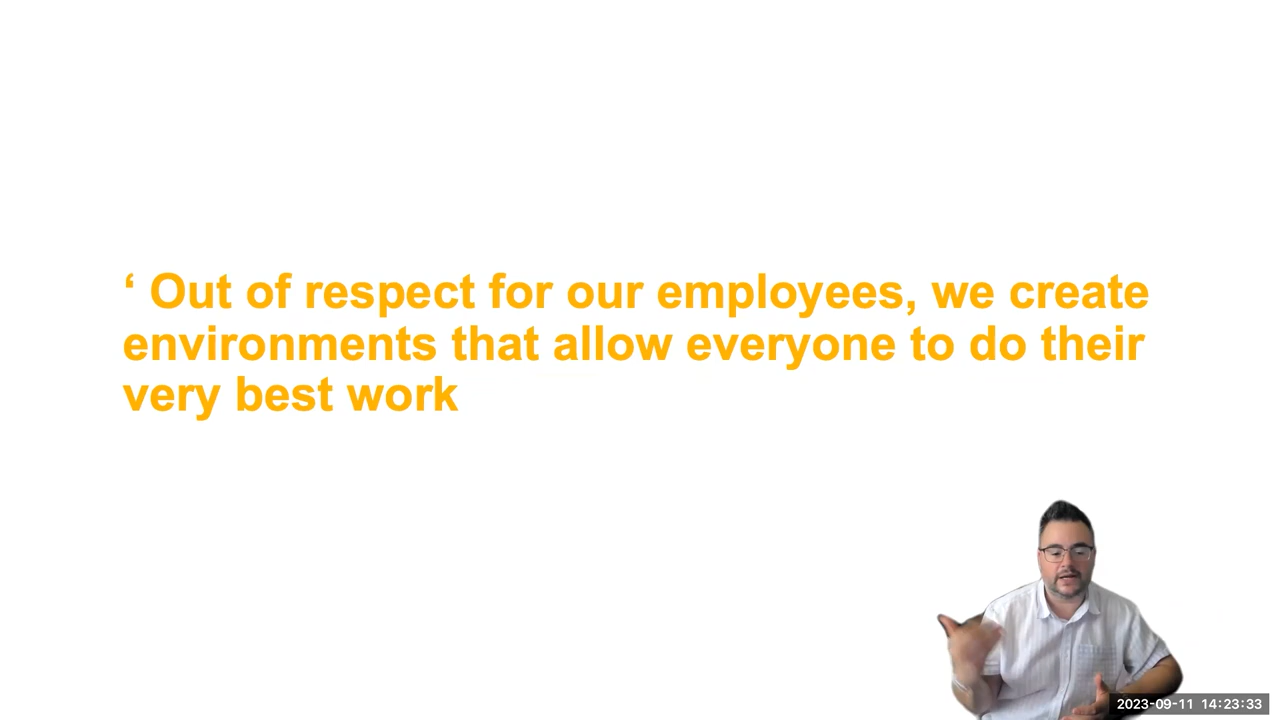 ‘ Out of respect for our employees, we create
environments that allow everyone to do their
very best work
2023-09-11 14:23:33